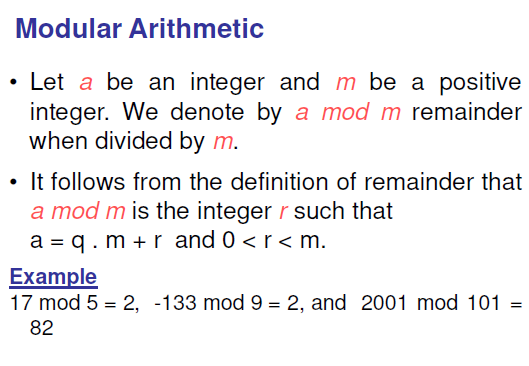 Modular Arithmetic
• Let a be an integer and m be a positive
integer. We denote by a mod m remainder
when divided by m.
• It follows from the definition of remainder that
a mod m is the integer r such that
a = q . m + r and 0 < r < m.
Example
17 mod 5 = 2, -133 mod 9 = 2, and 2001 mod 101 =
82